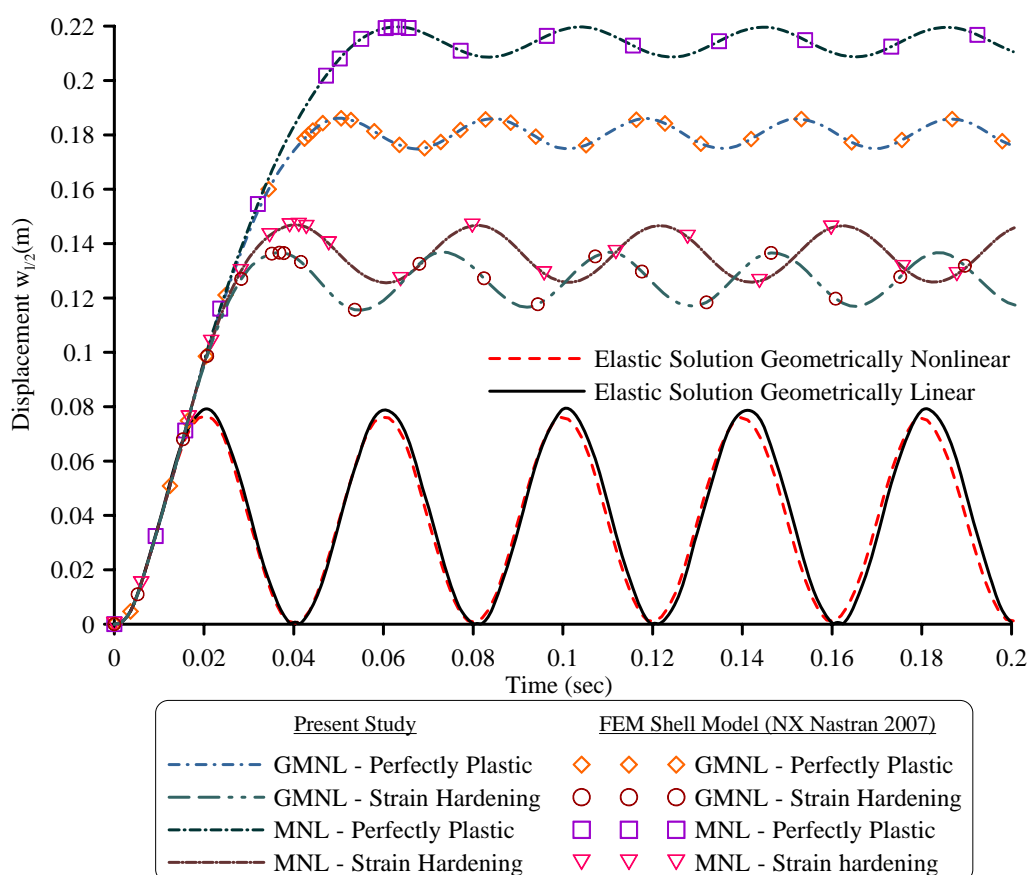 0.22
0.2
0.18
0.16
0.14
0.12
0.1
0.08
0.06
0.04
0.02
0
Displacement w1/2(m)
Elastic Solution Geometrically Nonlinear
Elastic Solution Geometrically Linear
0 0.02 0.04 0.06 0.08 0.1 0.12 0.14 0.16 0.18 0.2
Time (sec)
Present Study
GMNL - Perfectly Plastic
GMNL - Strain Hardening
MNL - Perfectly Plastic
MNL - Strain Hardening
FEM Shell Model (NX Nastran 2007)
GMNL - Perfectly Plastic
GMNL - Strain Hardening
MNL - Perfectly Plastic
MNL - Strain hardening